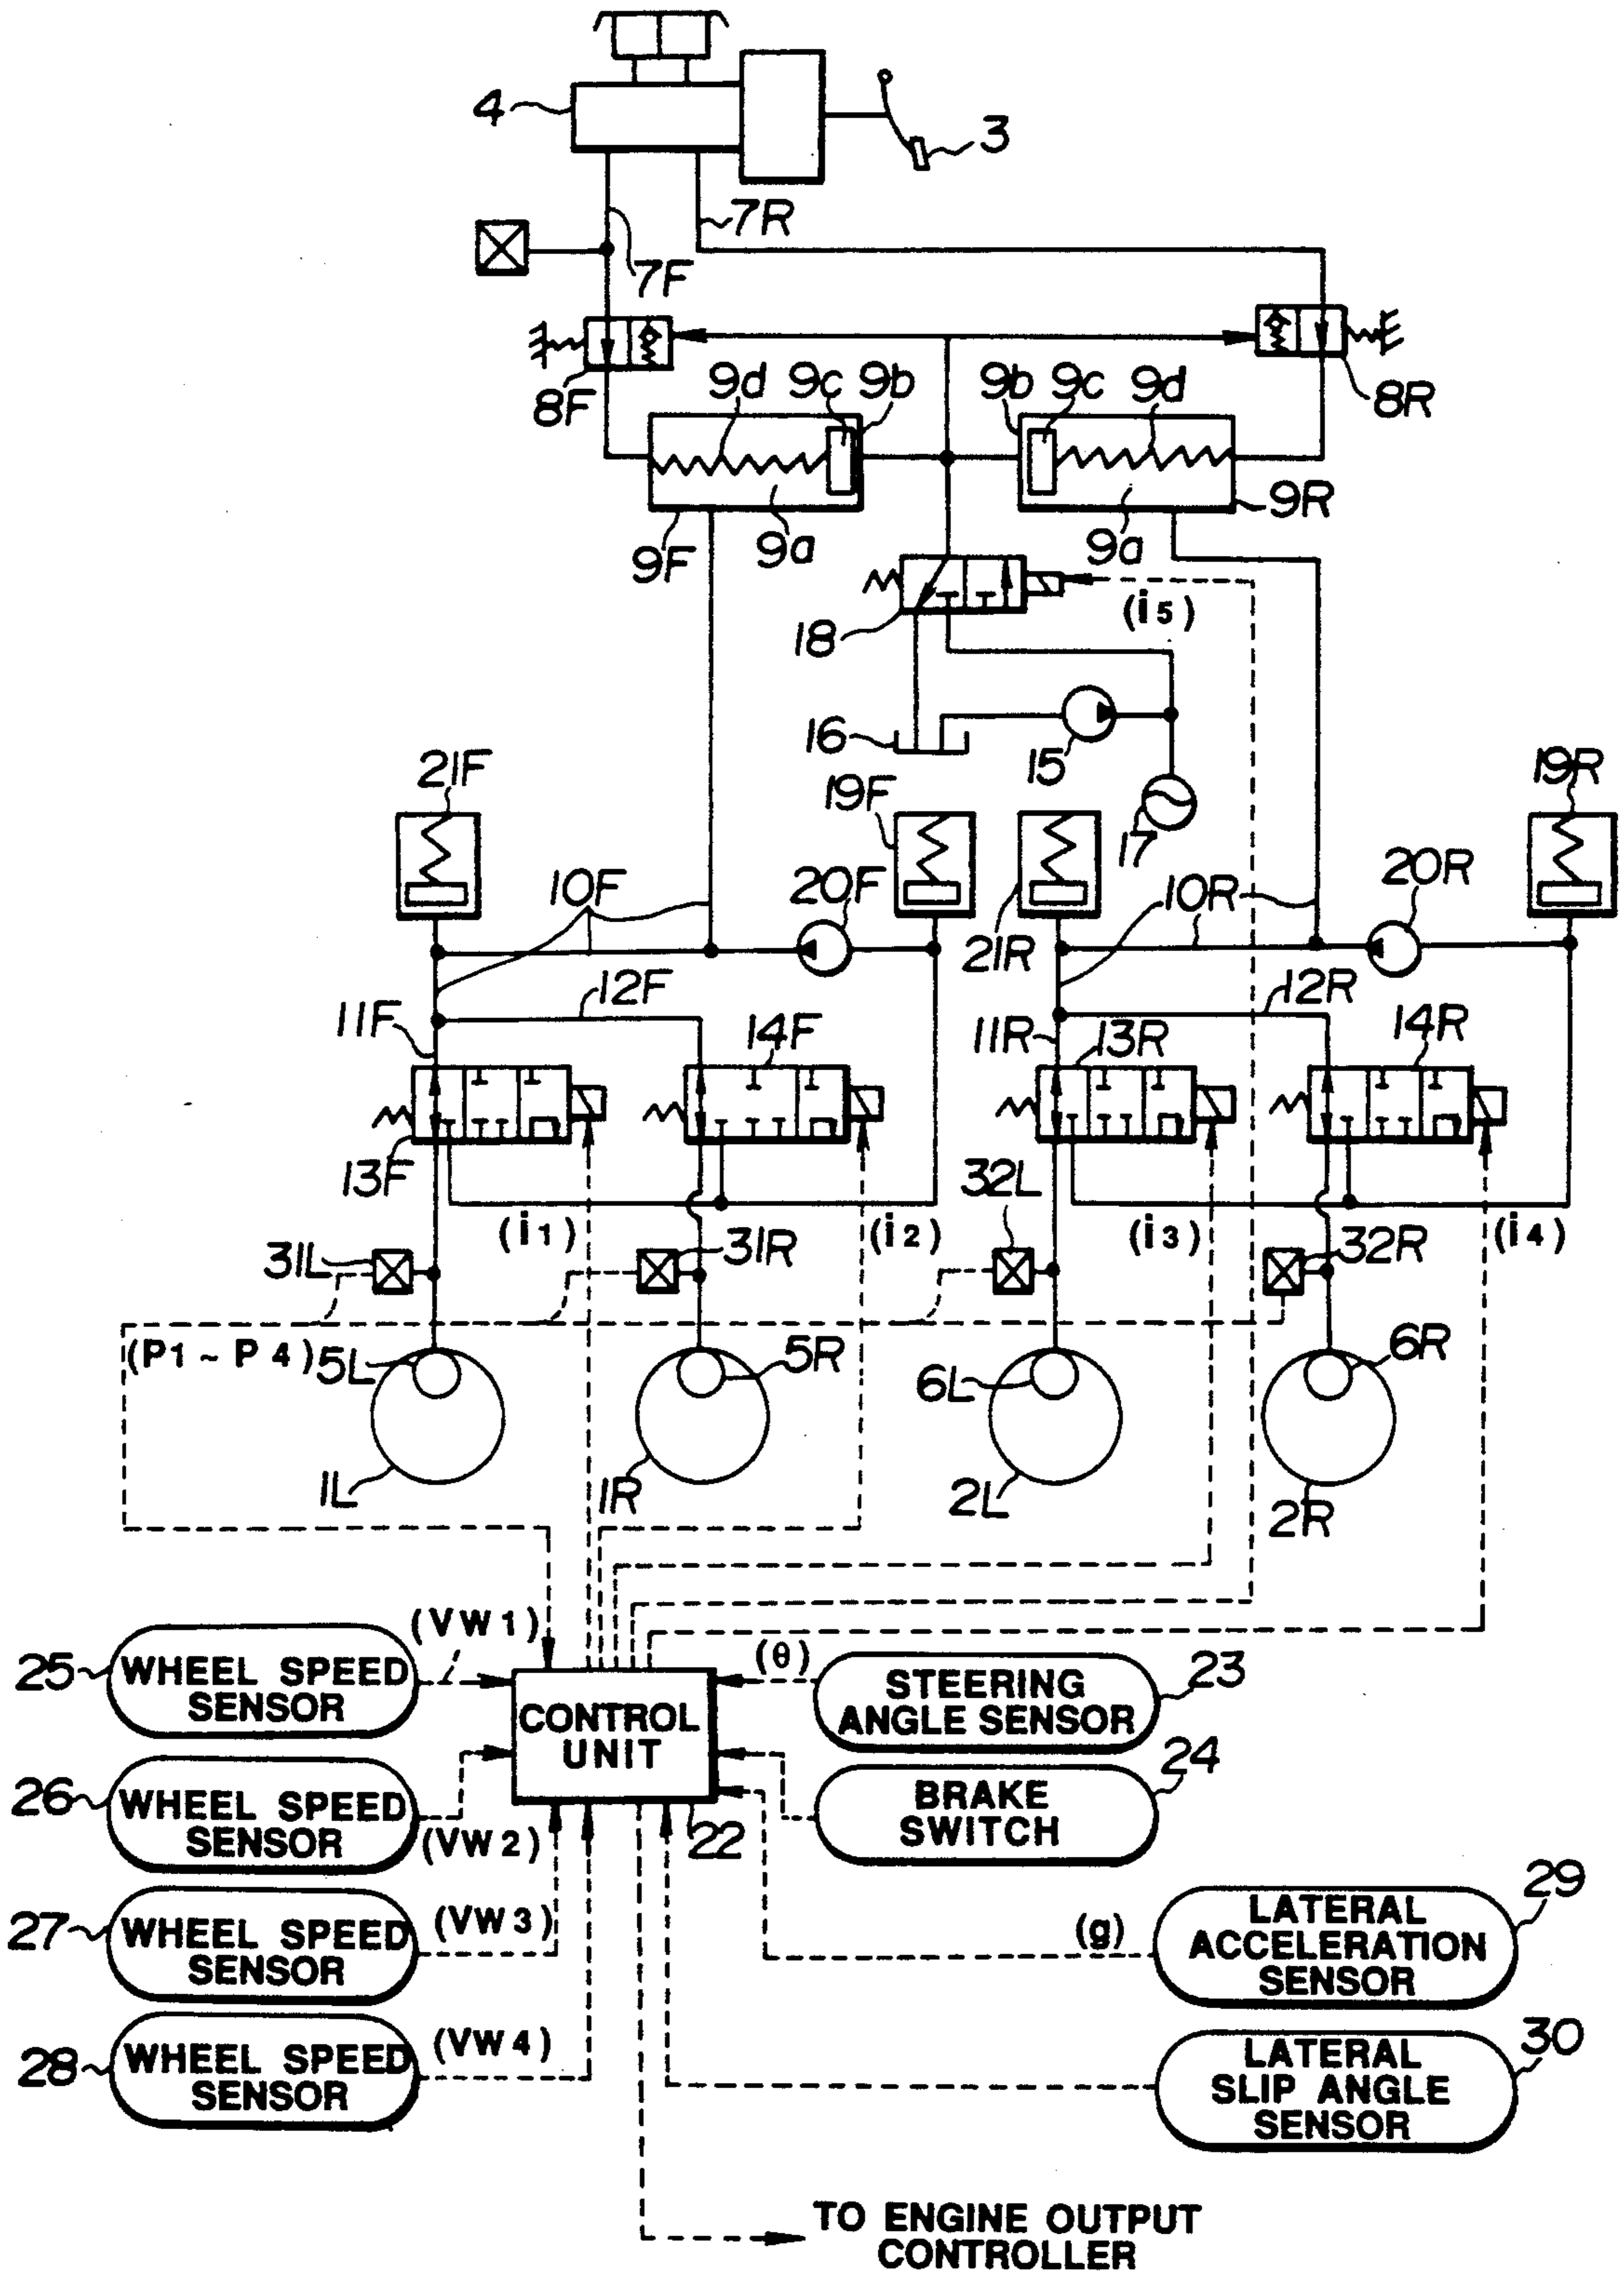 4
3
7R
7F
8F
9d 9c 9b
9b 9c 9d
8R
9F
9a
9a
9R
18
(i5)
16
15
17
21F
19F
19R
10F
20F
21R
10R
20R
11F
12F
14F
11R
13R
12R
14R
13F
(i1)
(i2)
32L
(i3)
(i4)
31L
31R
32R
(P1~P4)
5L
5R
6L
6R
1L
1R
2L
2R
25
WHEEL SPEED
SENSOR
(VW1)
CONTROL
UNIT
22
(θ)
STEERING
ANGLE SENSOR
23
26
WHEEL SPEED
SENSOR
(VW2)
BRAKE
SWITCH
24
27
WHEEL SPEED
SENSOR
(VW3)
(g)
LATERAL
ACCELERATION
SENSOR
29
28
WHEEL SPEED
SENSOR
(VW4)
LATERAL
SLIP ANGLE
SENSOR
30
TO ENGINE OUTPUT
CONTROLLER